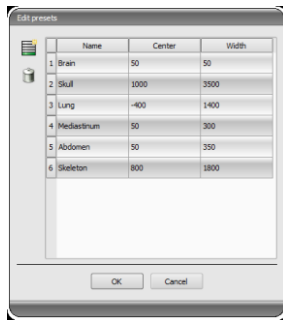 Edit presets
Name Center Width
1 Brain 50 50
2 Skull 1000 3500
3 Lung -400 1400
4 Mediastinum 50 300
5 Abdomen 50 350
6 Skeleton 800 1800
OK Cancel